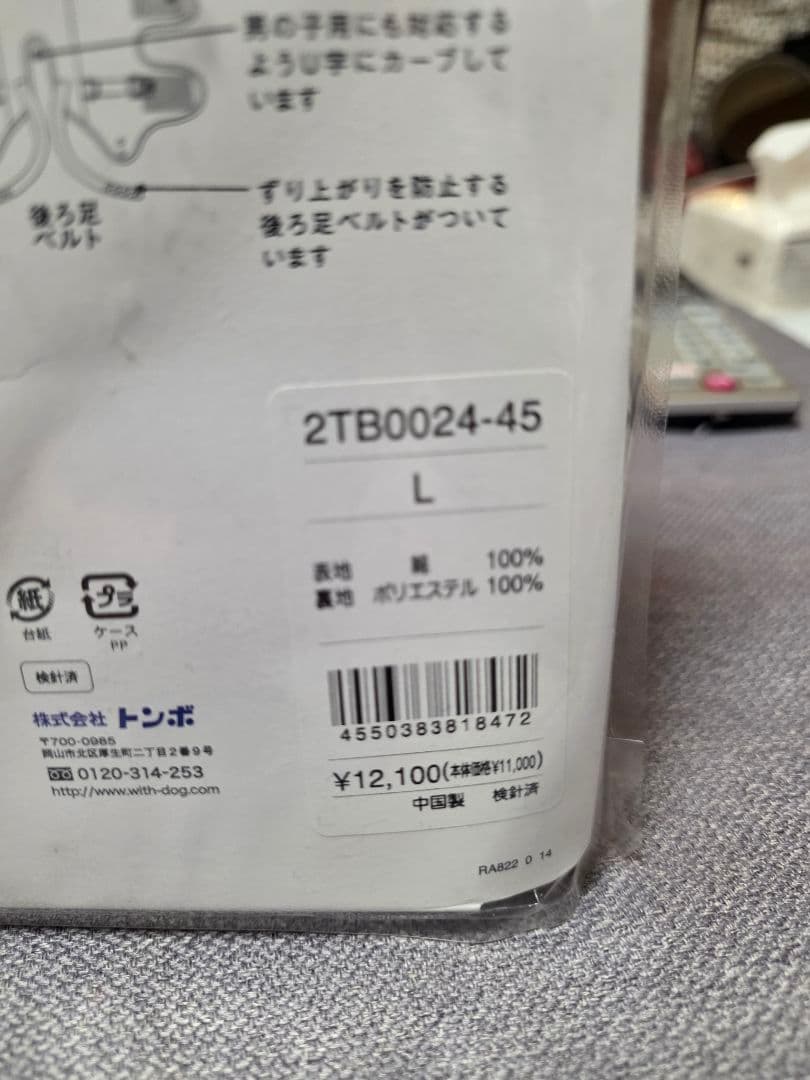 男の子用にも対応する
ようU字にカーブして
います
ずり上がりを防止する
後ろ足ベルトがついて
います
後ろ足
ベルト
2TB0024-45
L
表地 綿 100%
裏地 ポリエステル 100%
4550383818472
¥12,100(本体価格¥11,000)
中国製 検針済
紙
台紙
プラ
ケース
PP
検針済
株式会社 トンボ
〒700-0985
岡山市北区厚生町二丁目2番9号
0120-314-253
http://www.with-dog.com
RA822 0 14